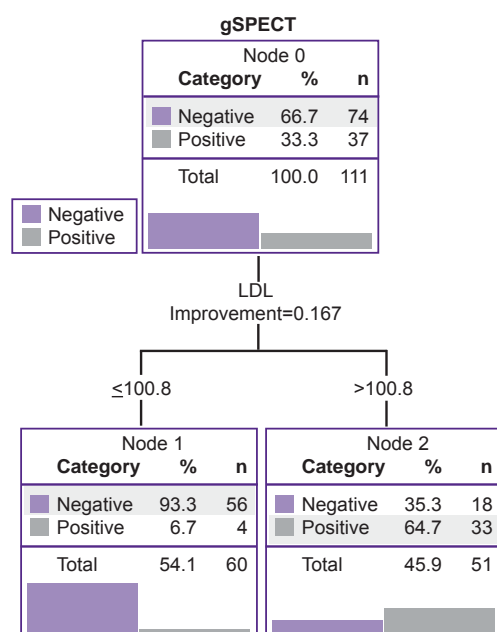 gSPECT
Node 0
Category % n
Negative 66.7 74
Positive 33.3 37
Total 100.0 111
Negative
Positive
LDL
Improvement=0.167
≤100.8
>100.8
Node 1
Category % n
Negative 93.3 56
Positive 6.7 4
Total 54.1 60
Node 2
Category % n
Negative 35.3 18
Positive 64.7 33
Total 45.9 51